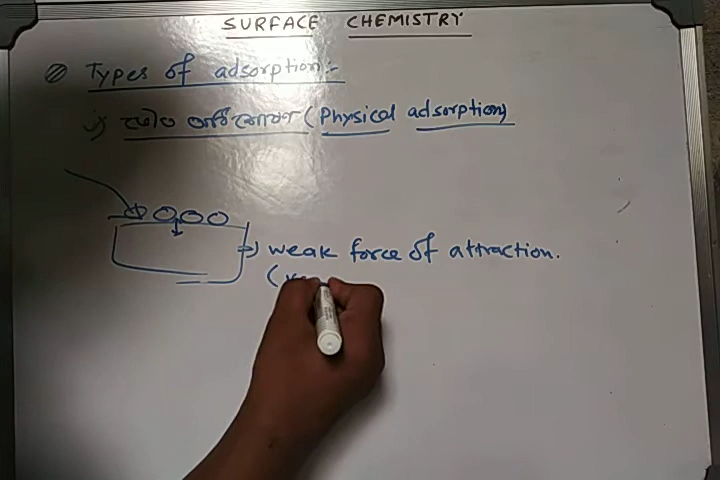 SURFACE CHEMISTRY
Types of adsorption:-
i) ভৌত (Physical adsorption)
weak force of attraction.
(